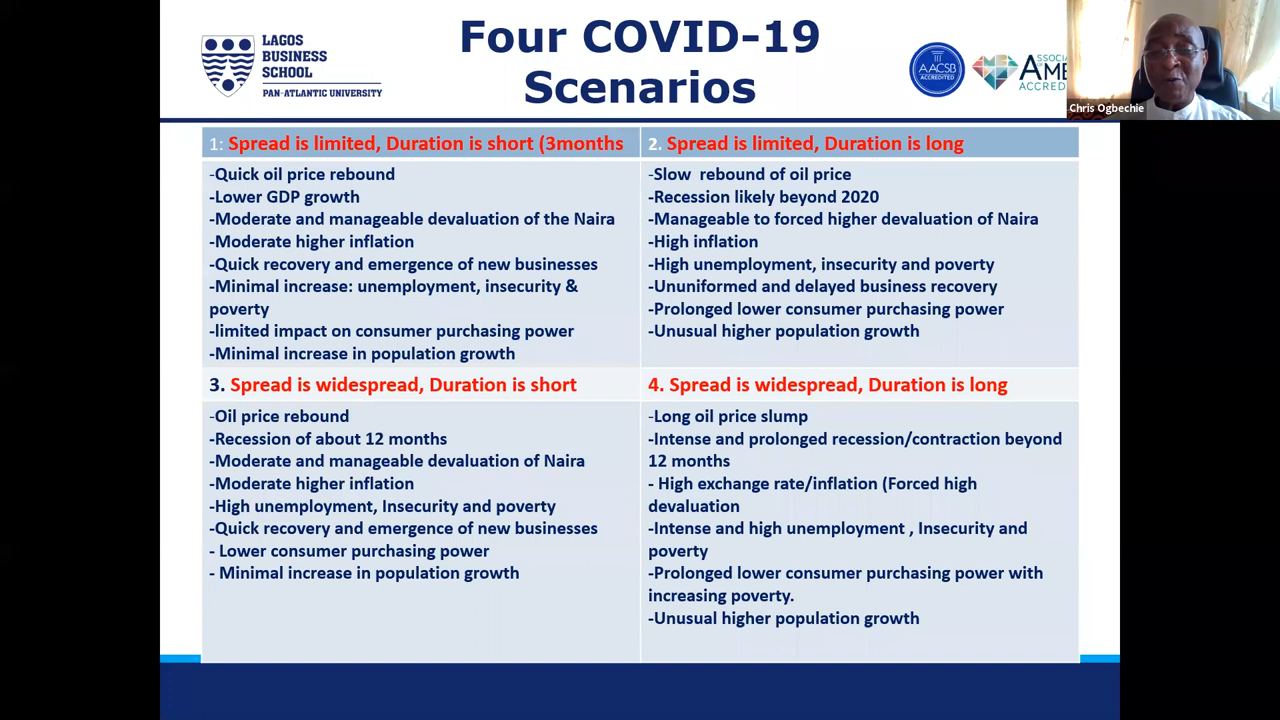 LAGOS
BUSINESS
SCHOOL
PAN-ATLANTIC UNIVERSITY
Four COVID-19
Scenarios
AACSB
ACCREDITED
ASSOCI
AM
ACCRED
Chris Ogbechie
1: Spread is limited, Duration is short (3months
-Quick oil price rebound
-Lower GDP growth
-Moderate and manageable devaluation of the Naira
-Moderate higher inflation
-Quick recovery and emergence of new businesses
-Minimal increase: unemployment, insecurity &
poverty
-limited impact on consumer purchasing power
-Minimal increase in population growth
2. Spread is limited, Duration is long
-Slow rebound of oil price
-Recession likely beyond 2020
-Manageable to forced higher devaluation of Naira
-High inflation
-High unemployment, insecurity and poverty
-Ununiformed and delayed business recovery
-Prolonged lower consumer purchasing power
-Unusual higher population growth
3. Spread is widespread, Duration is short
-Oil price rebound
-Recession of about 12 months
-Moderate and manageable devaluation of Naira
-Moderate higher inflation
-High unemployment, Insecurity and poverty
-Quick recovery and emergence of new businesses
- Lower consumer purchasing power
- Minimal increase in population growth
4. Spread is widespread, Duration is long
-Long oil price slump
-Intense and prolonged recession/contraction beyond
12 months
- High exchange rate/inflation (Forced high
devaluation
-Intense and high unemployment , Insecurity and
poverty
-Prolonged lower consumer purchasing power with
increasing poverty.
-Unusual higher population growth